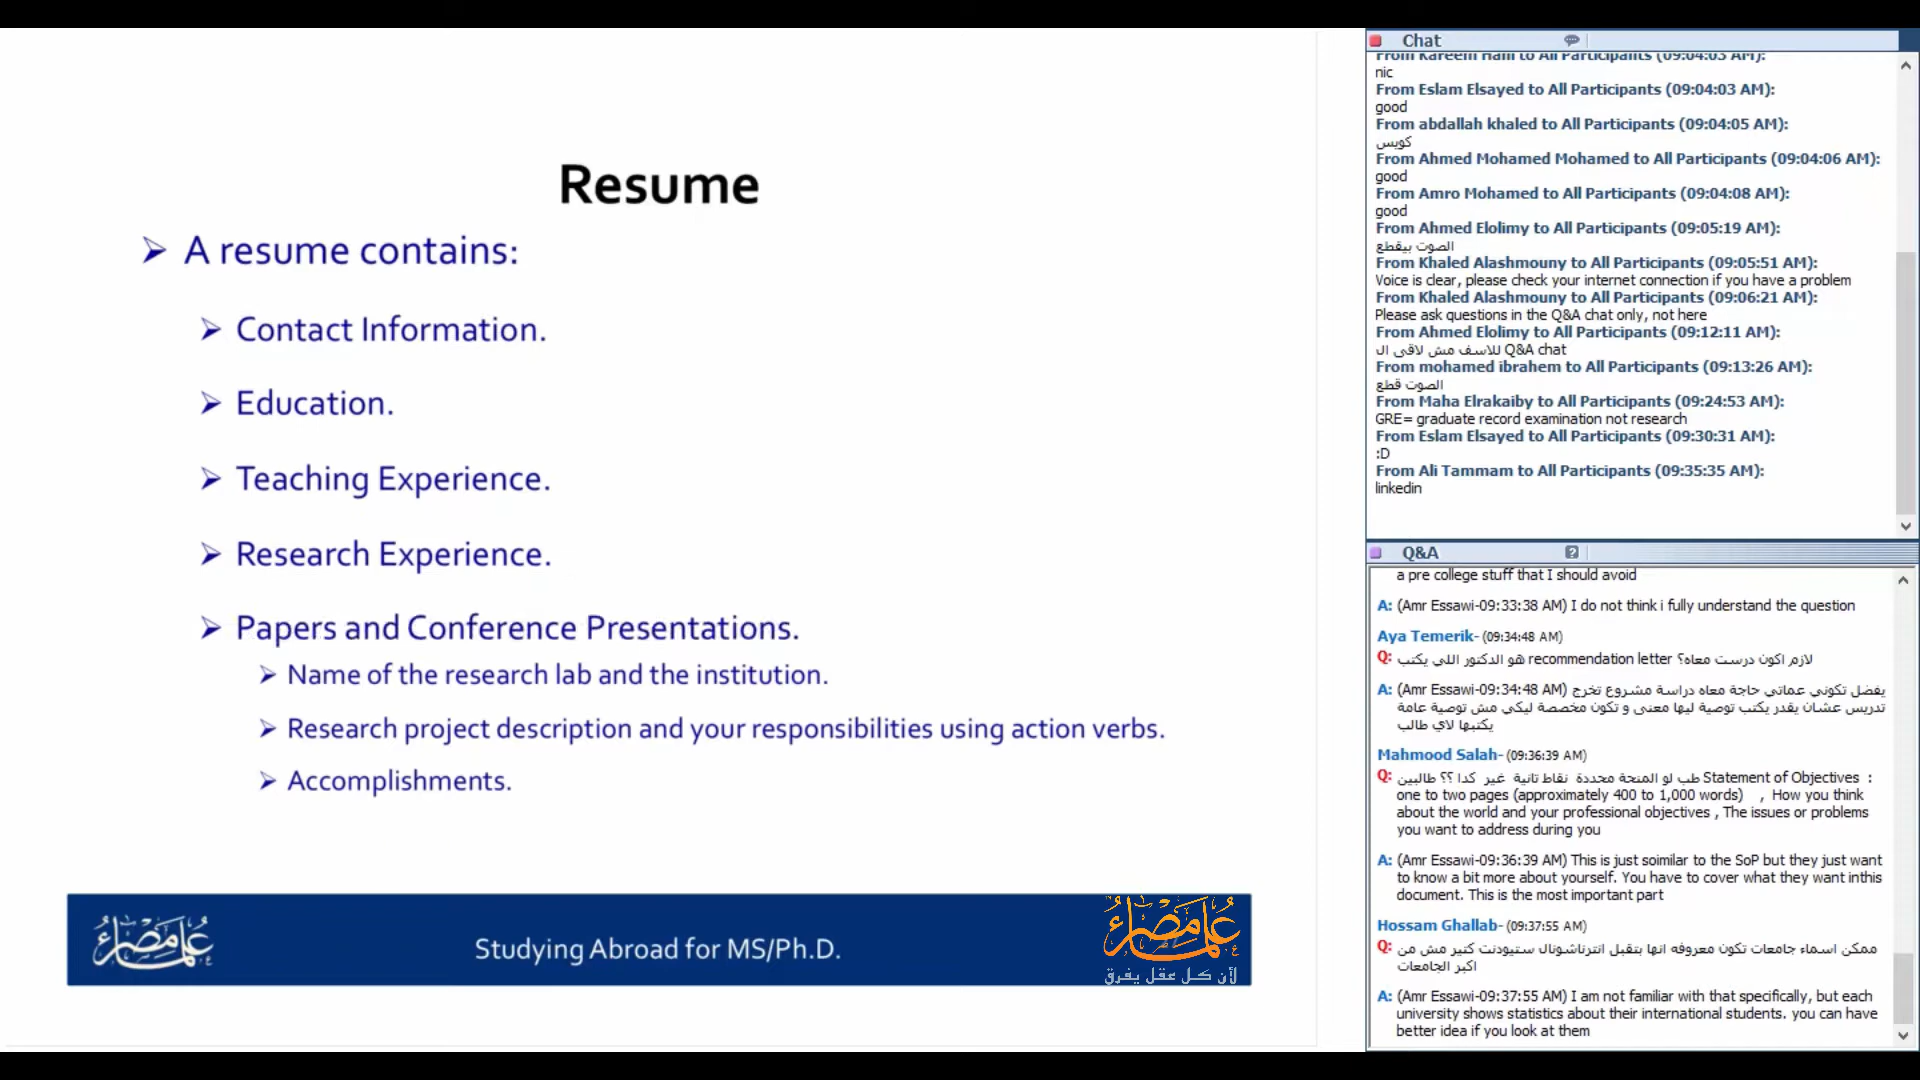 Resume
A resume contains:
Contact Information.
Education.
Teaching Experience.
Research Experience.
Papers and Conference Presentations.
Name of the research lab and the institution.
Research project description and your responsibilities using action verbs.
Accomplishments.
علماء مصر
Studying Abroad for MS/Ph.D.
علماء مصر
لأن كل عقل يفرق
Chat
From Kareem Hani to All Participants (09:04:03 AM):
nic
From Eslam Elsayed to All Participants (09:04:03 AM):
good
From abdallah khaled to All Participants (09:04:05 AM):
كويس
From Ahmed Mohamed Mohamed to All Participants (09:04:06 AM):
good
From Amro Mohamed to All Participants (09:04:08 AM):
good
From Ahmed Elolimy to All Participants (09:05:19 AM):
الصوت بيقطع
From Khaled Alashmouny to All Participants (09:05:51 AM):
Voice is clear, please check your internet connection if you have a problem
From Khaled Alashmouny to All Participants (09:06:21 AM):
Please ask questions in the Q&A chat only, not here
From Ahmed Elolimy to All Participants (09:12:11 AM):
للاسف مش لاقى ال Q&A chat
From mohamed ibrahem to All Participants (09:13:26 AM):
الصوت قطع
From Maha Elrakaiby to All Participants (09:24:53 AM):
GRE= graduate record examination not research
From Eslam Elsayed to All Participants (09:30:31 AM):
:D
From Ali Tammam to All Participants (09:35:35 AM):
linkedin
Q&A
a pre college stuff that I should avoid
A: (Amr Essawi-09:33:38 AM) I do not think i fully understand the question
Aya Temerik- (09:34:48 AM)
Q: هو الدكتور اللي يكتب recommendation letter لازم اكون درست معاه؟
A: (Amr Essawi-09:34:48 AM) يفضل تكوني عماتي حاجة معاه دراسة مشروع تخرج
تدريس عشان يقدر يكتب توصية ليها معنى و تكون مخصصة ليكي مش توصية عامة
يكتبها لاي طالب
Mahmood Salah- (09:36:39 AM)
Q: طب لو المنحة محددة نقاط تانية غير كدا ؟؟ طالبين Statement of Objectives :
one to two pages (approximately 400 to 1,000 words) , How you think
about the world and your professional objectives , The issues or problems
you want to address during you
A: (Amr Essawi-09:36:39 AM) This is just soimilar to the SoP but they just want
to know a bit more about yourself. You have to cover what they want inthis
document. This is the most important part
Hossam Ghallab- (09:37:55 AM)
Q: ممكن اسماء جامعات تكون معروفه انها بتقبل انترناشونال ستيودنت كتير مش من
اكبر الجامعات
A: (Amr Essawi-09:37:55 AM) I am not familiar with that specifically, but each
university shows statistics about their international students. you can have
better idea if you look at them